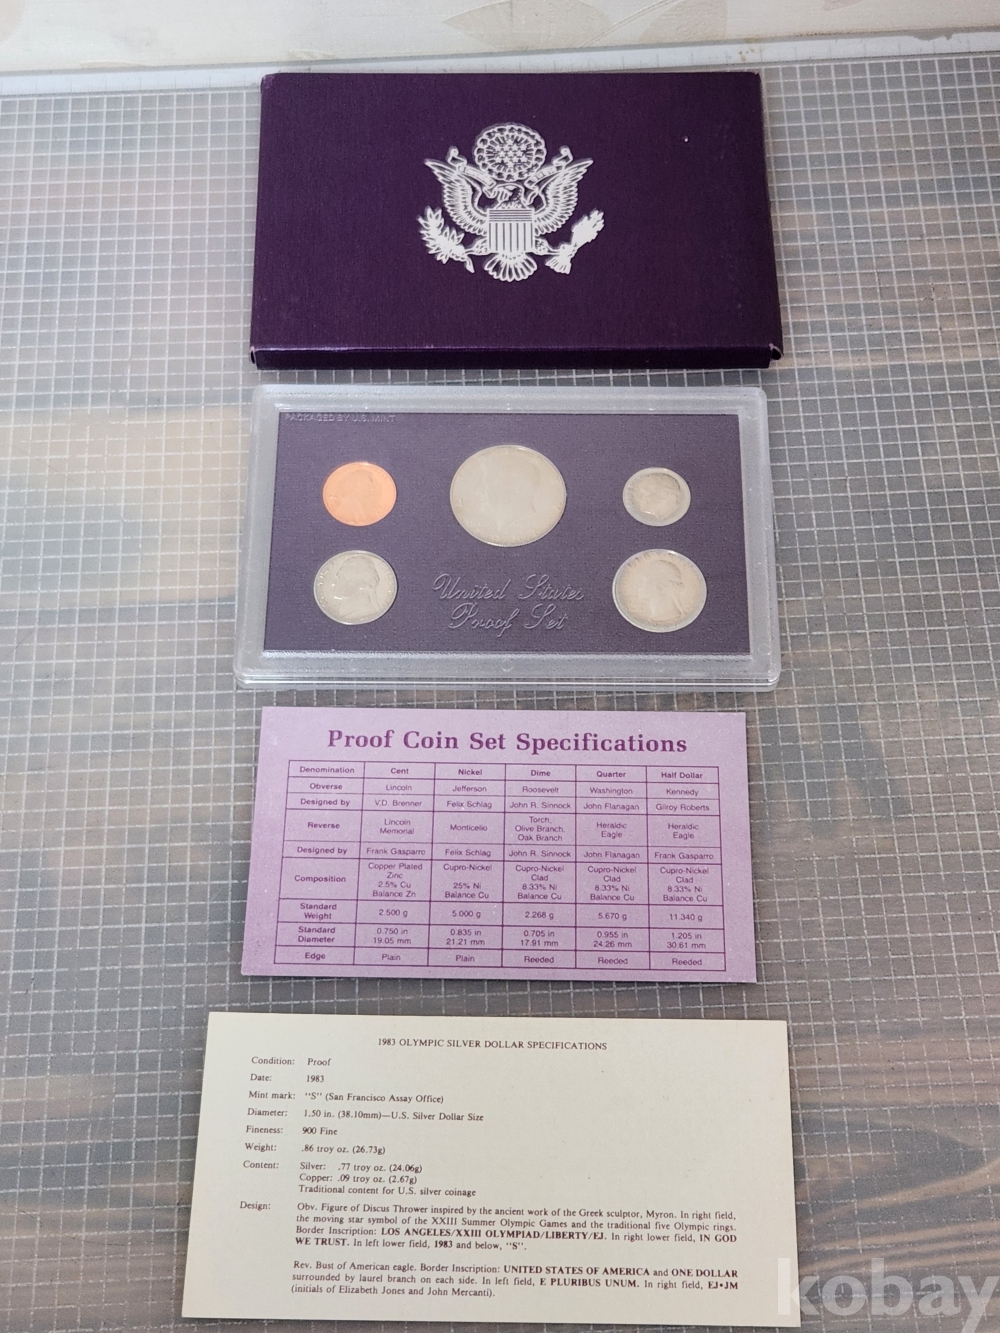 PACKAGED BY U.S. MINT
United States
Proof Set
Proof Coin Set Specifications
Denomination Cent Nickel Dime Quarter Half Dollar
Obverse Lincoln Jefferson Roosevelt Washington Kennedy
Designed by V.D. Brenner Felix Schlag John R. Sinnock John Flanagan Gilroy Roberts
Reverse Lincoln Memorial Monticello Torch, Olive Branch, Oak Branch Heraldic Eagle Heraldic Eagle
Designed by Frank Gasparro Felix Schlag John R. Sinnock John Flanagan Frank Gasparro
Composition Copper Plated Zinc 2.5% Cu Balance Zn Cupro-Nickel 25% Ni Balance Cu Cupro-Nickel Clad 8.33% Ni Balance Cu Cupro-Nickel Clad 8.33% Ni Balance Cu Cupro-Nickel Clad 8.33% Ni Balance Cu
Standard Weight 2.500 g 5.000 g 2.268 g 5.670 g 11.340 g
Standard Diameter 0.750 in 19.05 mm 0.835 in 21.21 mm 0.705 in 17.91 mm 0.955 in 24.26 mm 1.205 in 30.61 mm
Edge Plain Plain Reeded Reeded Reeded
1983 OLYMPIC SILVER DOLLAR SPECIFICATIONS
Condition: Proof
Date: 1983
Mint mark: "S" (San Francisco Assay Office)
Diameter: 1.50 in. (38.10mm)—U.S. Silver Dollar Size
Fineness: 900 Fine
Weight: .86 troy oz. (26.73g)
Content: Silver: .77 troy oz. (24.06g)
Copper: .09 troy oz. (2.67g)
Traditional content for U.S. silver coinage
Design: Obv. Figure of Discus Thrower inspired by the ancient work of the Greek sculptor, Myron. In right field,
the moving star symbol of the XXIII Summer Olympic Games and the traditional five Olympic rings.
Border Inscription: LOS ANGELES/XXIII OLYMPIAD/LIBERTY/EJ. In right lower field, IN GOD
WE TRUST. In left lower field, 1983 and below, "S".
Rev. Bust of American eagle. Border Inscription: UNITED STATES OF AMERICA and ONE DOLLAR
surrounded by laurel branch on each side. In left field, E PLURIBUS UNUM. In right field, EJ•JM
(initials of Elizabeth Jones and John Mercanti).
kobay